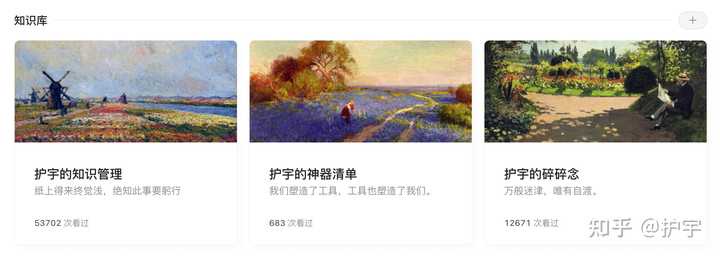 知识库
+
护宇的知识管理
纸上得来终觉浅，绝知此事要躬行
53702 次看过
护宇的神器清单
我们塑造了工具，工具也塑造了我们。
683 次看过
护宇的碎碎念
万般迷津，唯有自渡。
12671 次看过
知乎 @护宇